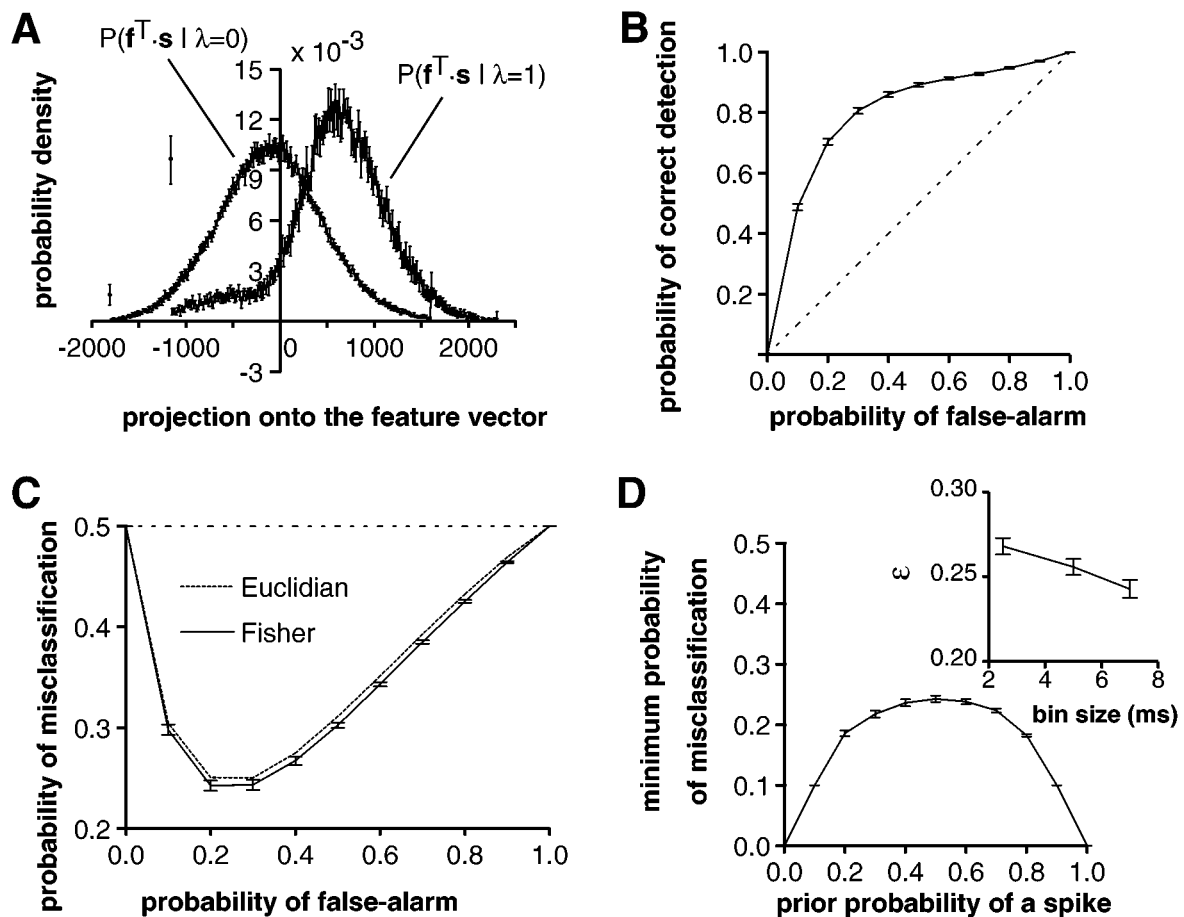 A
P(f^T·s | λ=0)
x 10^-3
P(f^T·s | λ=1)
probability density
15
12
9
6
3
-3
-2000 -1000 0 1000 2000
projection onto the feature vector
B
probability of correct detection
1.0
0.8
0.6
0.4
0.2
0.0 0.2 0.4 0.6 0.8 1.0
probability of false-alarm
C
probability of misclassification
0.5
0.4
0.3
0.2
Euclidian
Fisher
0.0 0.2 0.4 0.6 0.8 1.0
probability of false-alarm
D
minimum probability
of misclassification
0.5
0.4
0.3
0.2
0.1
0.0
0.0 0.2 0.4 0.6 0.8 1.0
prior probability of a spike
ε
0.30
0.25
0.20
2 4 6 8
bin size (ms)